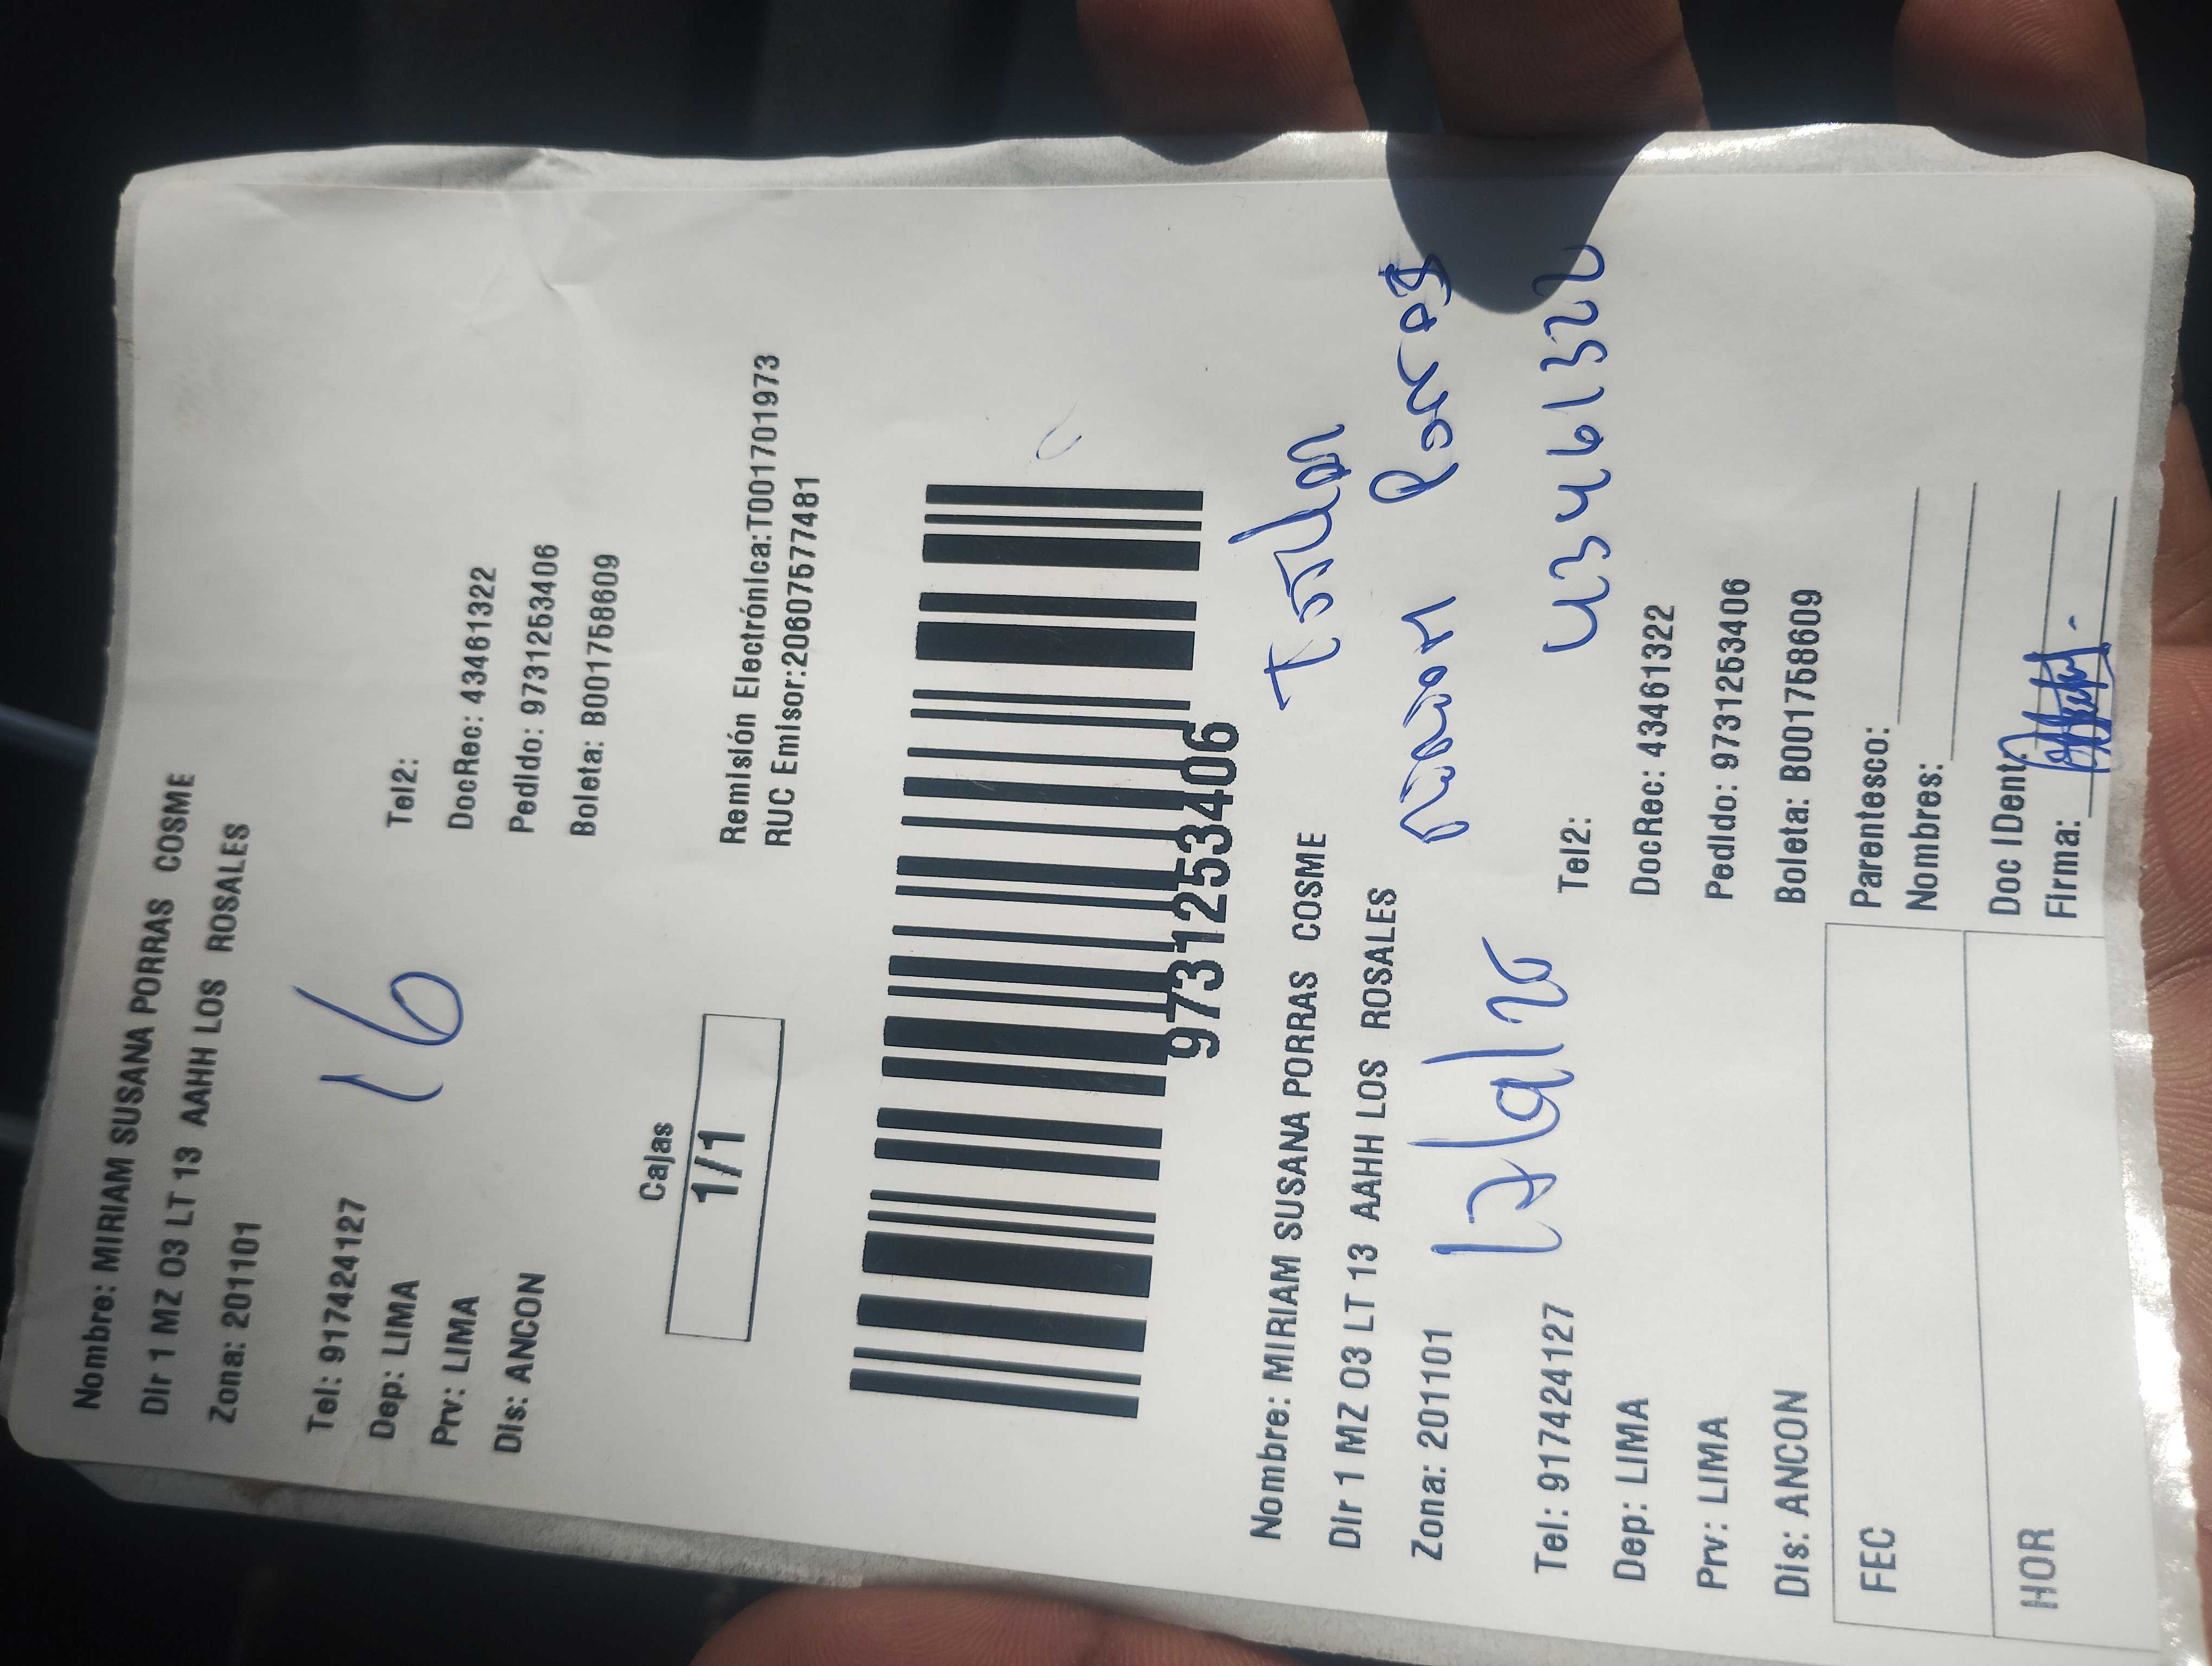 Nombre: MIRIAM SUSANA PORRAS COSME
Dir 1 MZ O3 LT 13 AAHH LOS ROSALES
Zona: 201101
16
Tel: 917424127
Tel2:
Dep: LIMA
DocRec: 43461322
Prv: LIMA
Pedido: 9731253406
Dis: ANCON
Boleta: B001758609
Cajas
1/1
Remisión Electrónica:T001701973
RUC Emisor:20607577481
9731253406
Nombre: MIRIAM SUSANA PORRAS COSME
Titular
Dir 1 MZ O3 LT 13 AAHH LOS ROSALES
Miriam Porras
Zona: 201101
43461322
Tel: 917424127
Tel2:
Dep: LIMA
DocRec: 43461322
Prv: LIMA
Pedido: 9731253406
Dis: ANCON
Boleta: B001758609
FEC
Parentesco:
Nombres:
HOR
Doc IDent:
Firma: